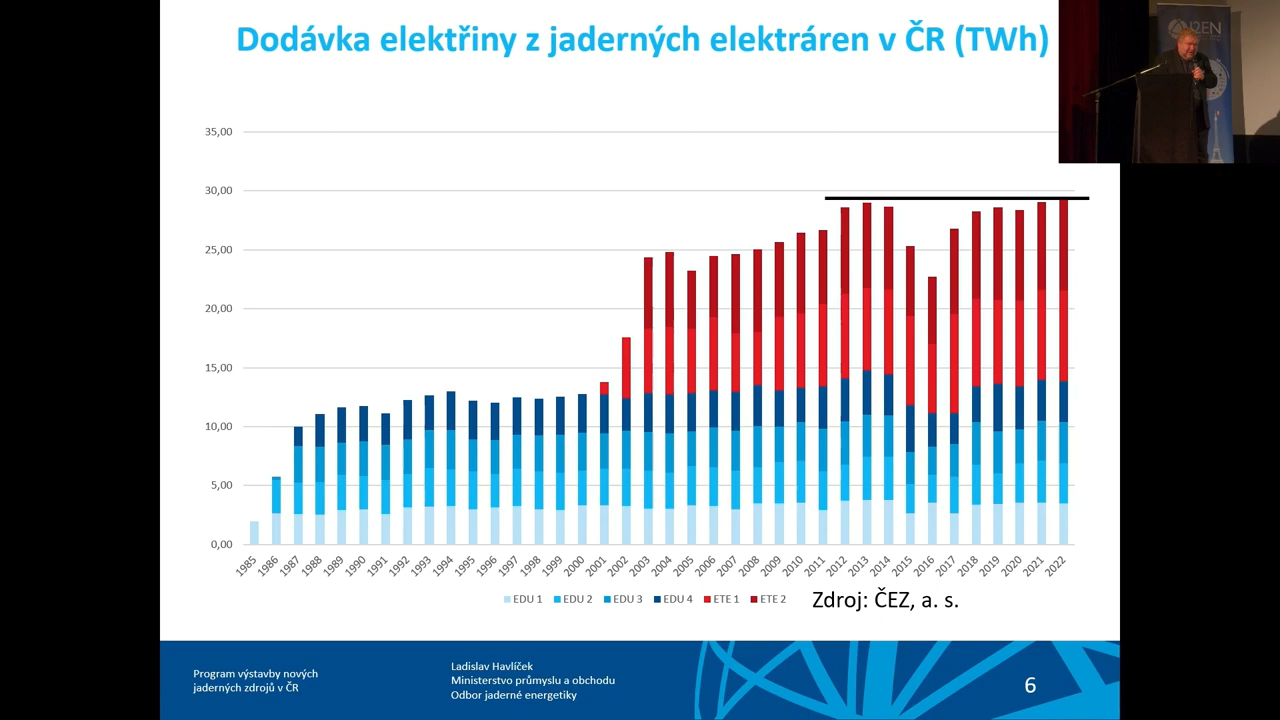 Dodávka elektřiny z jaderných elektráren v ČR (TWh)
35,00
30,00
25,00
20,00
15,00
10,00
5,00
0,00
1985 1986 1987 1988 1989 1990 1991 1992 1993 1994 1995 1996 1997 1998 1999 2000 2001 2002 2003 2004 2005 2006 2007 2008 2009 2010 2011 2012 2013 2014 2015 2016 2017 2018 2019 2020 2021 2022
EDU 1 EDU 2 EDU 3 EDU 4 ETE 1 ETE 2
Zdroj: ČEZ, a. s.
Program výstavby nových
jaderných zdrojů v ČR
Ladislav Havlíček
Ministerstvo průmyslu a obchodu
Odbor jaderné energetiky
6